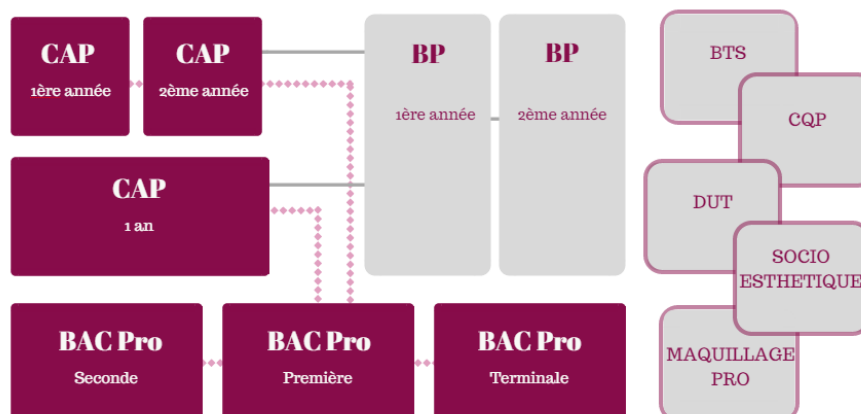 CAP
1ère année
CAP
2ème année
BP
1ère année
BP
2ème année
CAP
1 an
BAC Pro
Seconde
BAC Pro
Première
BAC Pro
Terminale
BTS
CQP
DUT
SOCIO
ESTHETIQUE
MAQUILLAGE
PRO